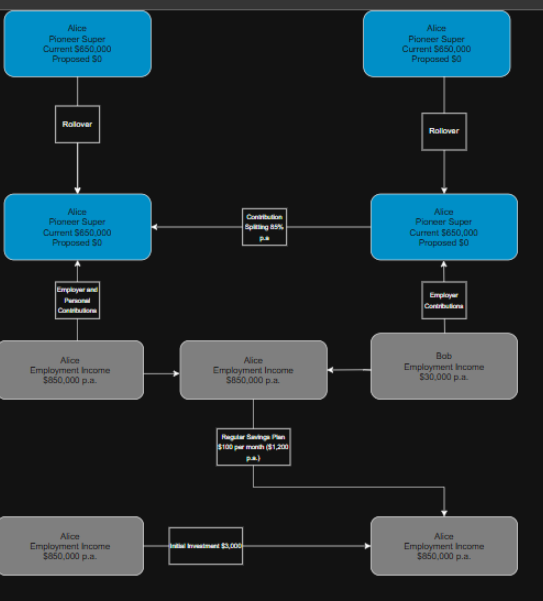 Alice
Pioneer Super
Current $650,000
Proposed $0
Alice
Pioneer Super
Current $650,000
Proposed $0
Rollover
Rollover
Alice
Pioneer Super
Current $650,000
Proposed $0
Contribution
Splitting 85%
p.a
Alice
Pioneer Super
Current $650,000
Proposed $0
Employer and
Personal
Contributions
Employer
Contributions
Alice
Employment Income
$850,000 p.a.
Alice
Employment Income
$850,000 p.a.
Bob
Employment Income
$30,000 p.a.
Regular Savings Plan
$100 per month ($1,200
p.a.)
Alice
Employment Income
$850,000 p.a.
Initial Investment $3,000
Alice
Employment Income
$850,000 p.a.